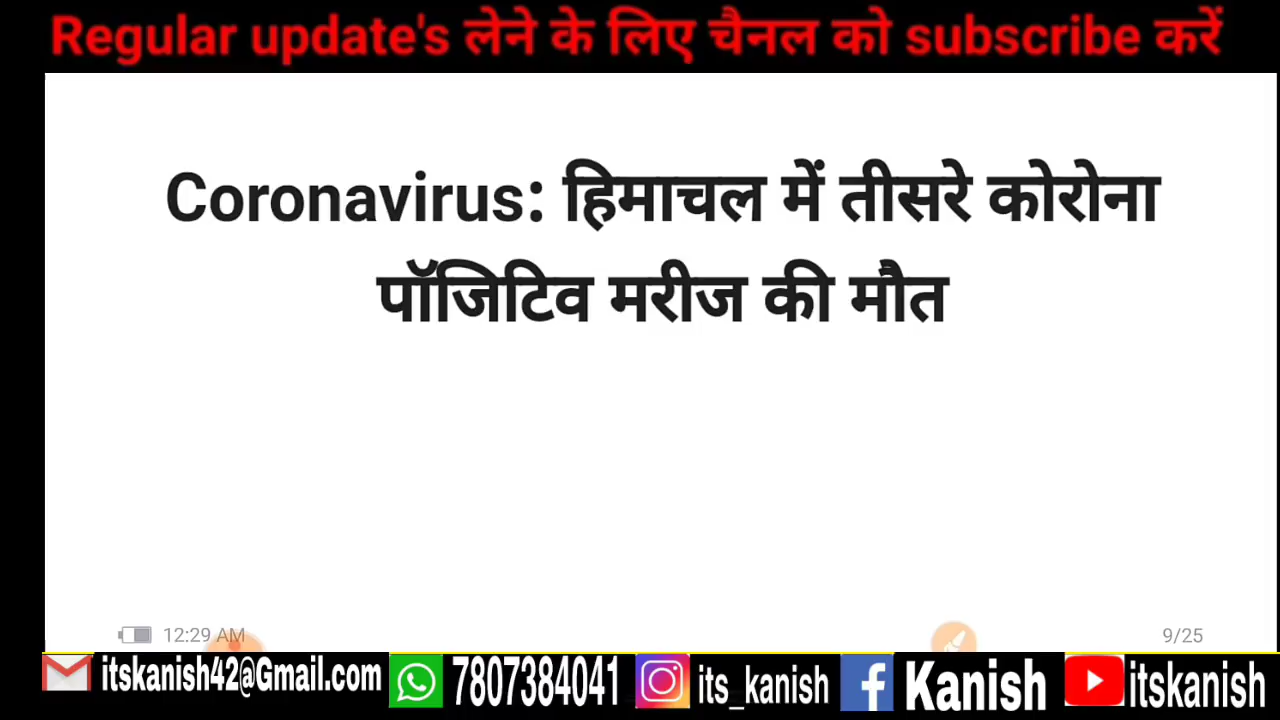 Regular update's लेने के लिए चैनल को subscribe करें
Coronavirus: हिमाचल में तीसरे कोरोना
पॉजिटिव मरीज की मौत
12:29 AM
9/25
itskanish42@Gmail.com 7807384041 its_kanish Kanish itskanish